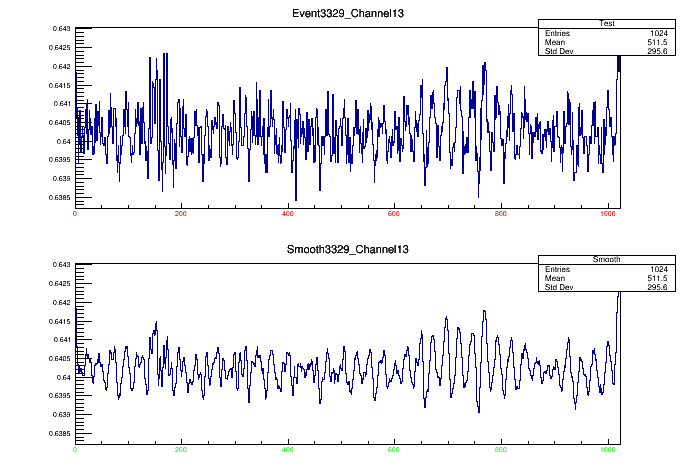 Event3329_Channel13
Test
Entries 1024
Mean 511.5
Std Dev 295.6
0.643
0.6425
0.642
0.6415
0.641
0.6405
0.64
0.6395
0.639
0.6385
0 200 400 600 800 1000
Smooth3329_Channel13
Smooth
Entries 1024
Mean 511.5
Std Dev 295.6
0.643
0.6425
0.642
0.6415
0.641
0.6405
0.64
0.6395
0.639
0.6385
0 200 400 600 800 1000